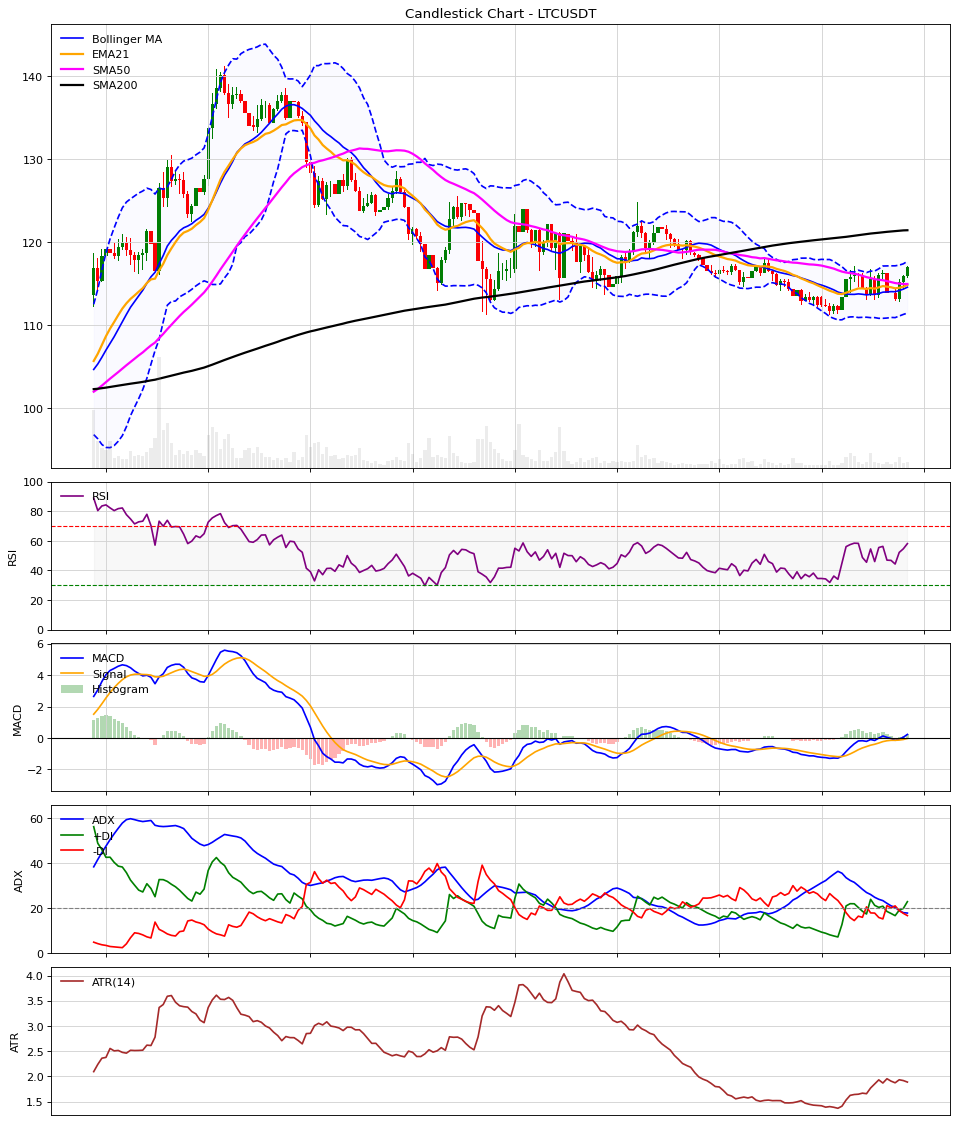 Candlestick Chart - LTCUSDT
Bollinger MA
EMA21
SMA50
SMA200
140
130
120
110
100
RSI
RSI
100
80
60
40
20
0
MACD
Signal
Histogram
MACD
6
4
2
0
−2
ADX
+DI
-DI
ADX
60
40
20
0
ATR(14)
ATR
4.0
3.5
3.0
2.5
2.0
1.5